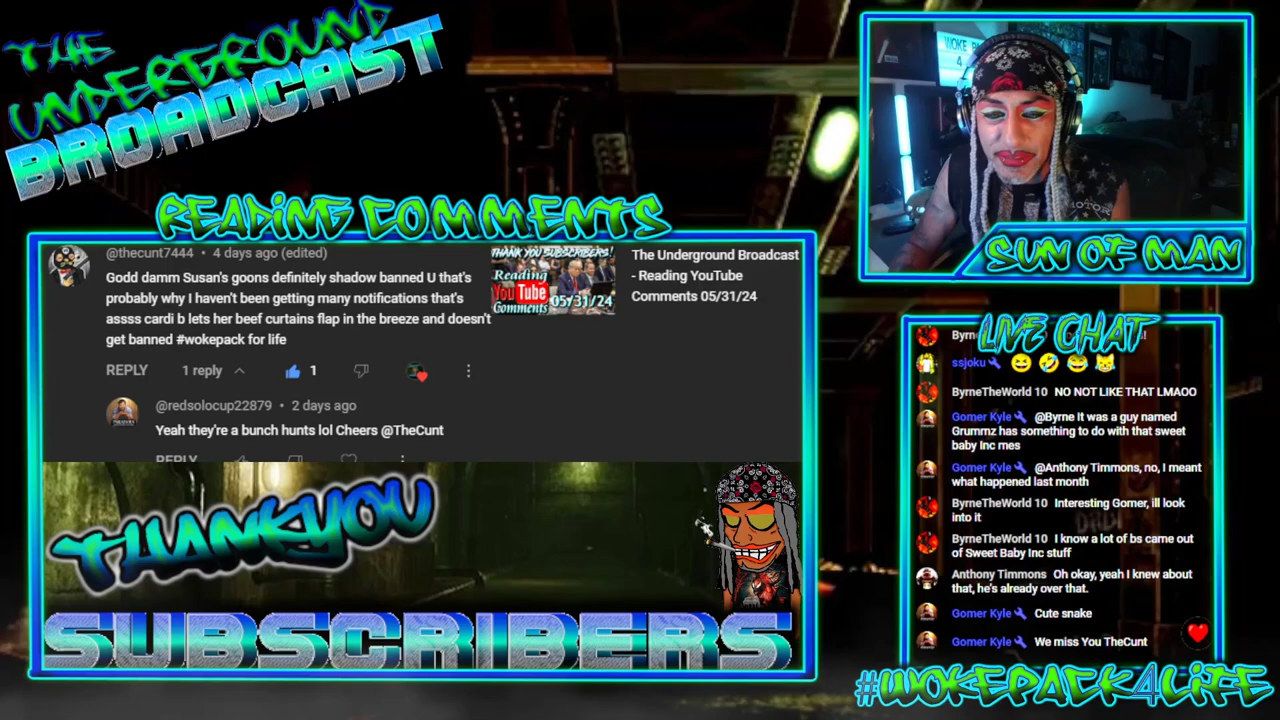 THE
UNDERGROUND
BROADCAST
READING COMMENTS
@thecunt7444 • 4 days ago (edited)
Godd damm Susan's goons definitely shadow banned U that's
probably why I haven't been getting many notifications that's
assss cardi b lets her beef curtains flap in the breeze and doesn't
get banned #wokepack for life
REPLY 1 reply 1
@redsolocup22879 • 2 days ago
Yeah they're a bunch hunts lol Cheers @TheCunt
REPLY
THANK YOU SUBSCRIBERS!
Reading
YouTube
Comments 05/31/24
The Underground Broadcast
- Reading YouTube
Comments 05/31/24
THANKYOU
SUBSCRIBERS
WOKE
4
MOTOR
SUN OF MAN
LIVE CHAT
Byrn
ssjoku
ByrneTheWorld 10 NO NOT LIKE THAT LMAOO
Gomer Kyle @Byrne It was a guy named
Grummz has something to do with that sweet
baby Inc mes
Gomer Kyle @Anthony Timmons, no, I meant
what happened last month
ByrneTheWorld 10 Interesting Gomer, ill look
into it
ByrneTheWorld 10 I know a lot of bs came out
of Sweet Baby Inc stuff
Anthony Timmons Oh okay, yeah I knew about
that, he's already over that.
Gomer Kyle Cute snake
Gomer Kyle We miss You TheCunt
#WOKEPACK4LIFE